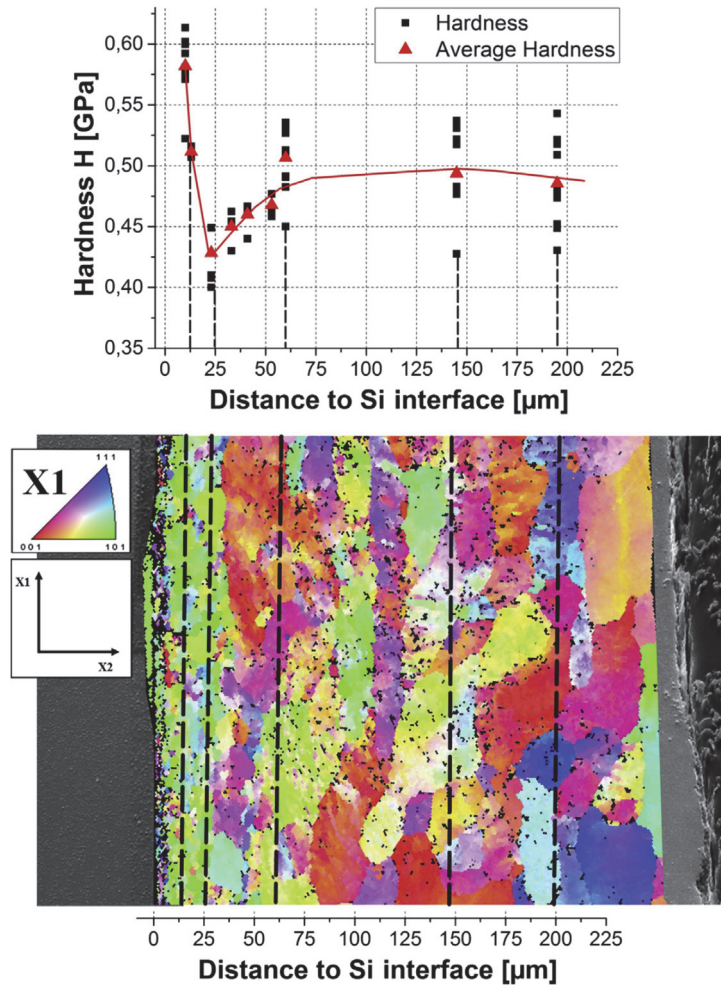 Hardness
Average Hardness
Hardness H [GPa]
0,60
0,55
0,50
0,45
0,40
0,35
0 25 50 75 100 125 150 175 200 225
Distance to Si interface [µm]
X1
111
001
101
X1
X2
0 25 50 75 100 125 150 175 200 225
Distance to Si interface [µm]